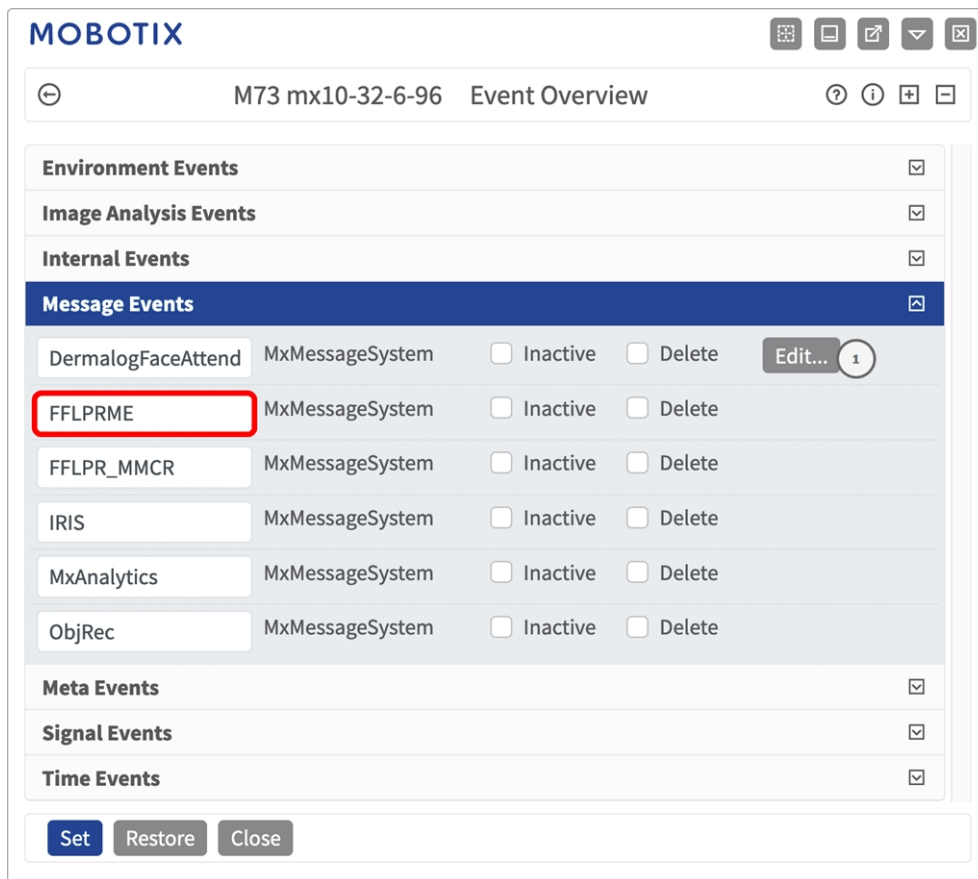 MOBOTIX
M73 mx10-32-6-96 Event Overview
Environment Events
Image Analysis Events
Internal Events
Message Events
DermalogFaceAttend MxMessageSystem Inactive Delete Edit... 1
FFLPRME MxMessageSystem Inactive Delete
FFLPR_MMCR MxMessageSystem Inactive Delete
IRIS MxMessageSystem Inactive Delete
MxAnalytics MxMessageSystem Inactive Delete
ObjRec MxMessageSystem Inactive Delete
Meta Events
Signal Events
Time Events
Set Restore Close